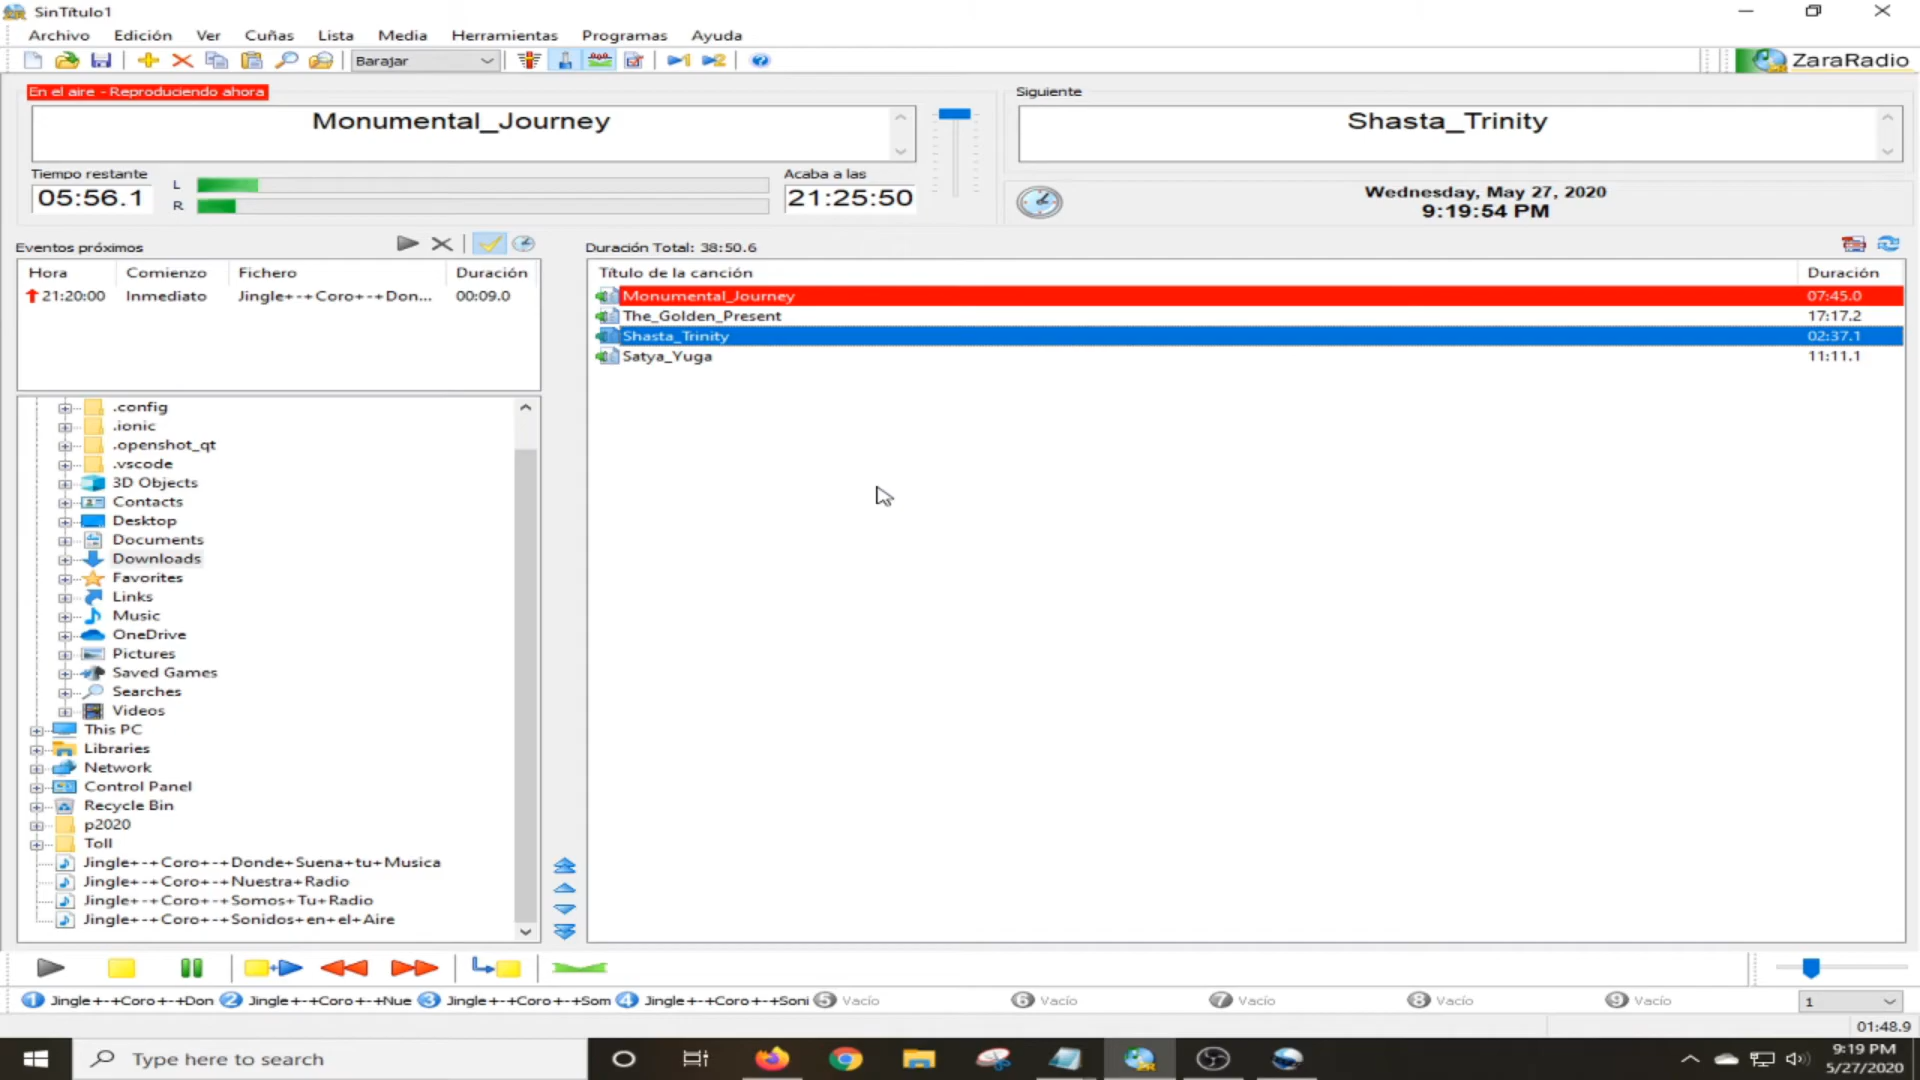 SinTítulo1
Archivo Edición Ver Cuñas Lista Media Herramientas Programas Ayuda
Barajar
ZaraRadio
En el aire - Reproduciendo ahora
Monumental_Journey
Tiempo restante
05:56.1
L
R
Acaba a las
21:25:50
Siguiente
Shasta_Trinity
Wednesday, May 27, 2020
9:19:54 PM
Eventos próximos
Hora Comienzo Fichero Duración
21:20:00 Inmediato Jingle+-+Coro+-+Don... 00:09.0
Duración Total: 38:50.6
Título de la canción Duración
Monumental_Journey 07:45.0
The_Golden_Present 17:17.2
Shasta_Trinity 02:37.1
Satya_Yuga 11:11.1
.config
.ionic
.openshot_qt
.vscode
3D Objects
Contacts
Desktop
Documents
Downloads
Favorites
Links
Music
OneDrive
Pictures
Saved Games
Searches
Videos
This PC
Libraries
Network
Control Panel
Recycle Bin
p2020
Toll
Jingle+-+Coro+-+Donde+Suena+tu+Musica
Jingle+-+Coro+-+Nuestra+Radio
Jingle+-+Coro+-+Somos+Tu+Radio
Jingle+-+Coro+-+Sonidos+en+el+Aire
1 Jingle+-+Coro+-+Don 2 Jingle+-+Coro+-+Nue 3 Jingle+-+Coro+-+Som 4 Jingle+-+Coro+-+Soni 5 Vacío 6 Vacío 7 Vacío 8 Vacío 9 Vacío 1
01:48.9
Type here to search
9:19 PM
5/27/2020